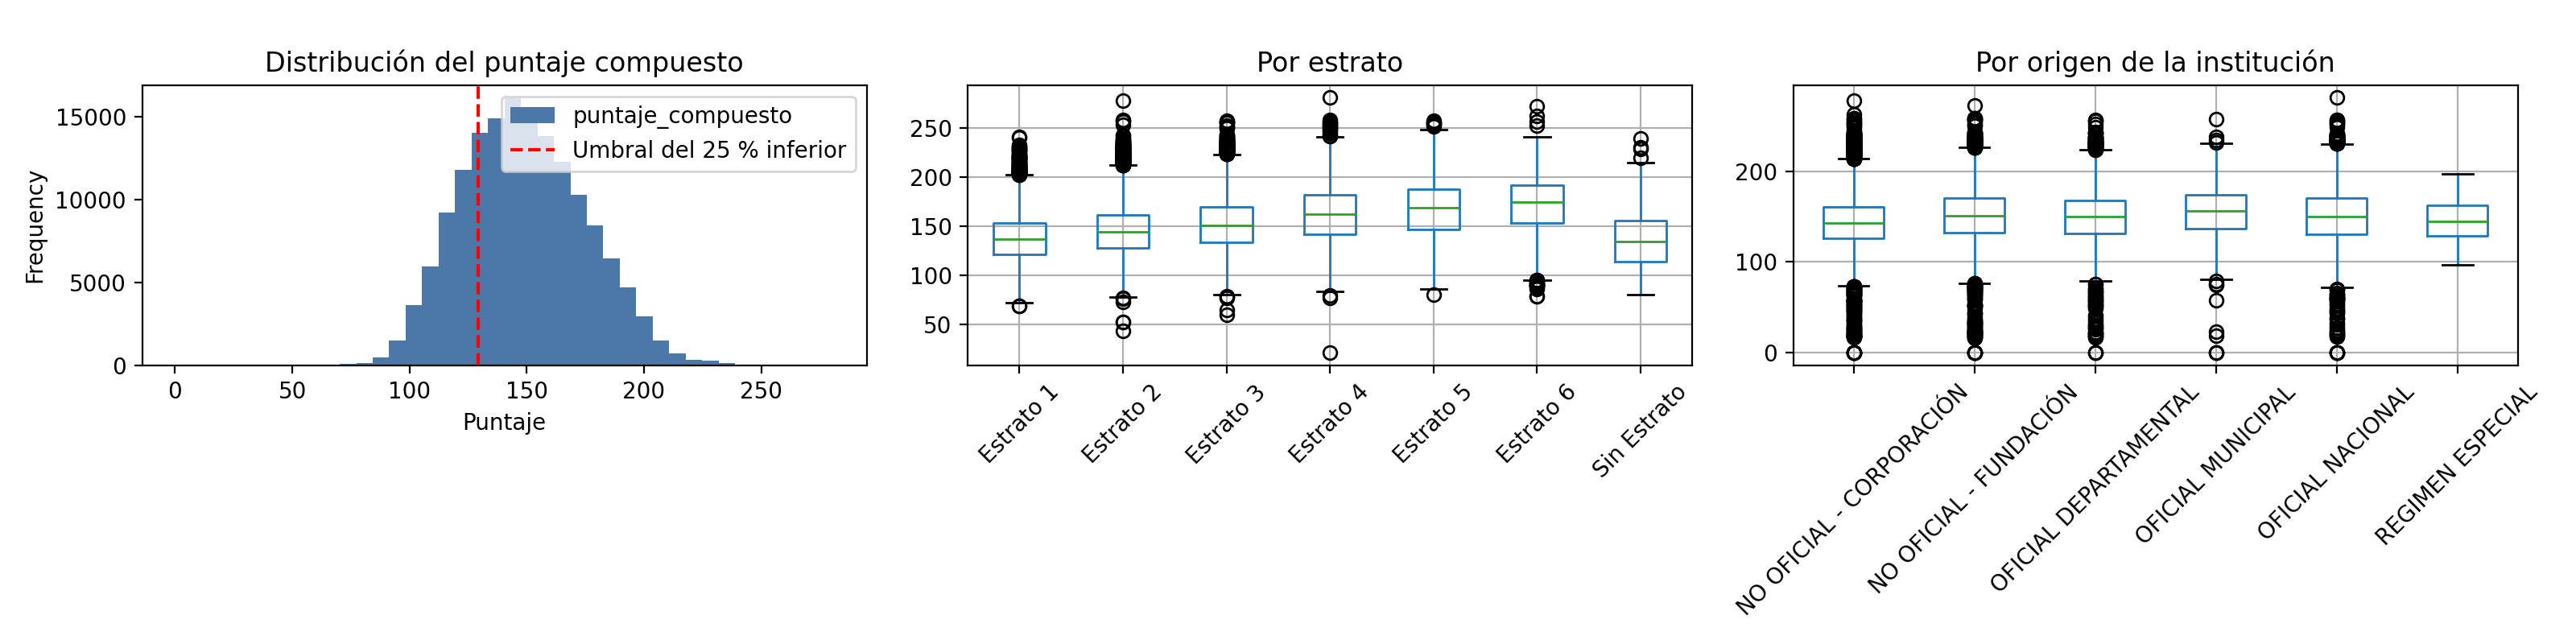 Distribución del puntaje compuesto
Frequency
15000
10000
5000
0
puntaje_compuesto
Umbral del 25 % inferior
0 50 100 150 200 250
Puntaje
Por estrato
250
200
150
100
50
Estrato 1
Estrato 2
Estrato 3
Estrato 4
Estrato 5
Estrato 6
Sin Estrato
Por origen de la institución
200
100
0
NO OFICIAL - CORPORACIÓN
NO OFICIAL - FUNDACIÓN
OFICIAL DEPARTAMENTAL
OFICIAL MUNICIPAL
OFICIAL NACIONAL
REGIMEN ESPECIAL